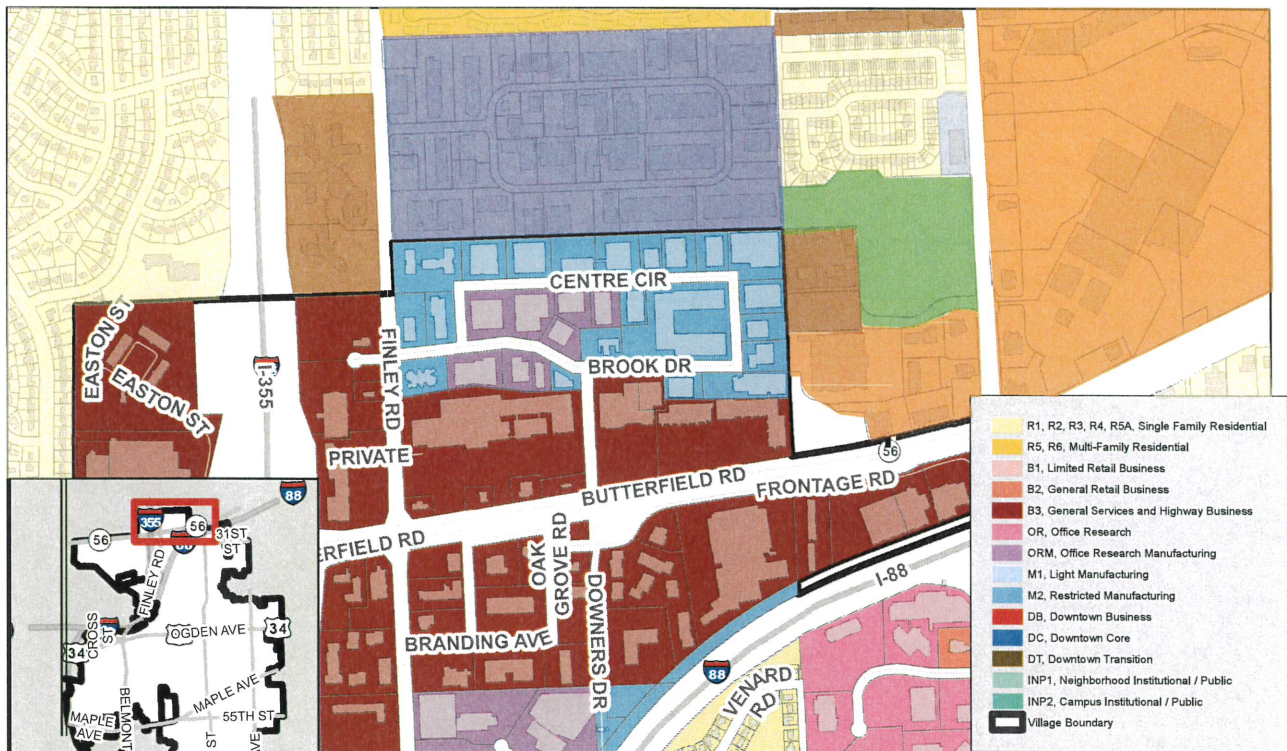 CENTRE CIR
EASTON ST
EASTON ST
I-355
FINLEY RD
BROOK DR
PRIVATE
56
BUTTERFIELD RD
FRONTAGE RD
ERFIELD RD
OAK
GROVE RD
DOWNERS DR
BRANDING AVE
I-88
88
VENARD
RD
88
355
56
56
31ST
ST
FINLEY RD
CROSS
ST
OGDEN AVE
34
34
BELMONT
MAPLE AVE
MAPLE
AVE
55TH ST
ST
AVE
R1, R2, R3, R4, R5A, Single Family Residential
R5, R6, Multi-Family Residential
B1, Limited Retail Business
B2, General Retail Business
B3, General Services and Highway Business
OR, Office Research
ORM, Office Research Manufacturing
M1, Light Manufacturing
M2, Restricted Manufacturing
DB, Downtown Business
DC, Downtown Core
DT, Downtown Transition
INP1, Neighborhood Institutional / Public
INP2, Campus Institutional / Public
Village Boundary